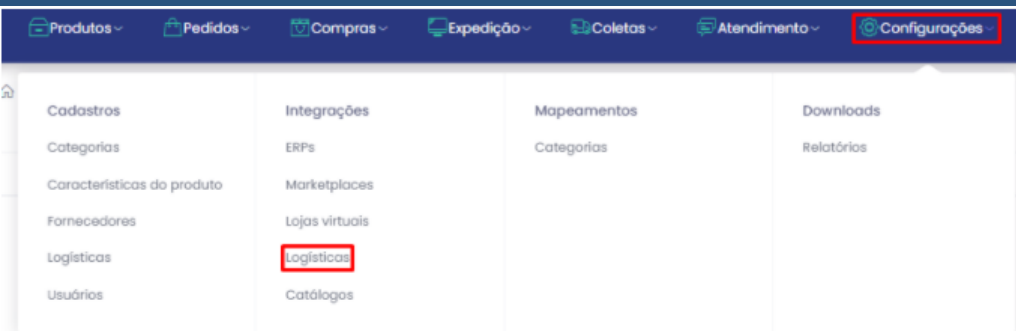 Produtos Pedidos Compras Expedição Coletas Atendimento Configurações
Cadastros Integrações Mapeamentos Downloads
Categorias ERPs Categorias Relatórios
Características do produto Marketplaces
Fornecedores Lojas virtuais
Logísticas Logísticas
Usuários Catálogos